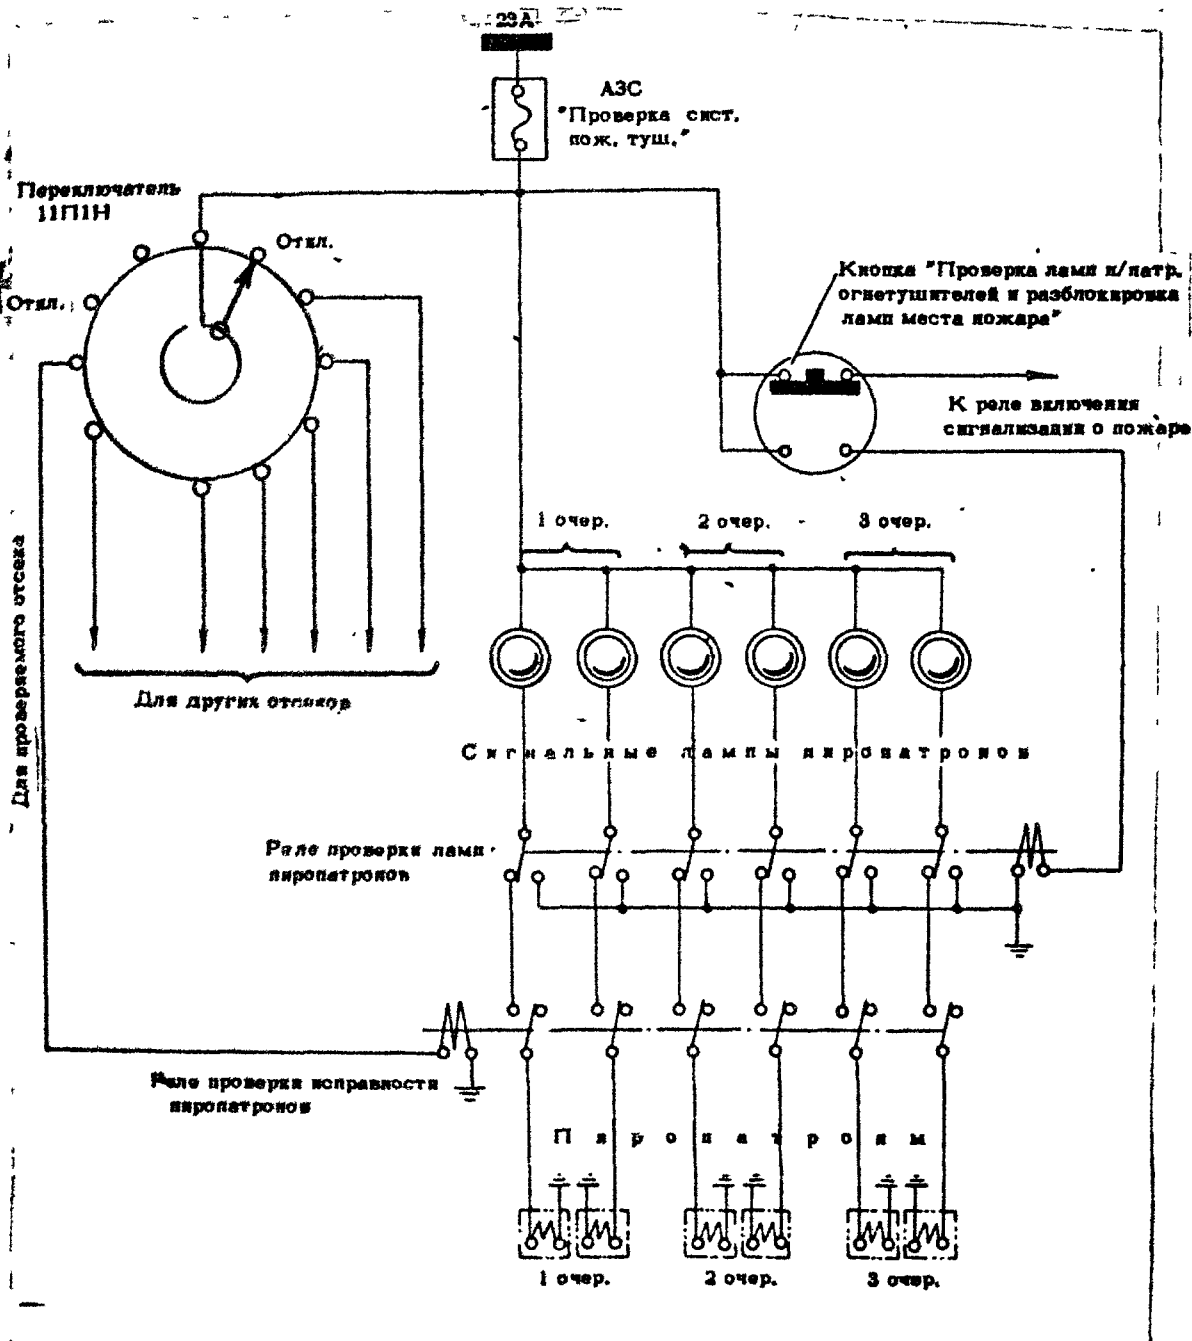 АЗС
"Проверка сист.
пож. туш."
Переключатель
11П1Н
Откл.
Откл.
Кнопка "Проверка ламп п/патр.
огнетушителей и разблокировка
ламп места пожара"
К реле включения
сигнализации о пожаре
1 очер.
2 очер.
3 очер.
Для проверяемого отсека
Для других отсеков
Сигнальные лампы пиропатронов
Реле проверки ламп
пиропатронов
Реле проверки исправности
пиропатронов
Пиропатроны
1 очер.
2 очер.
3 очер.